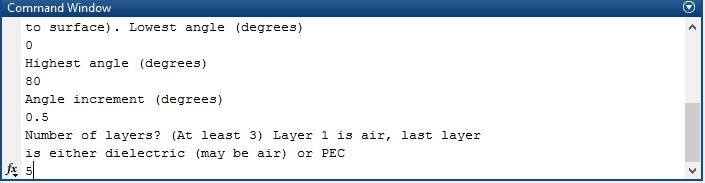 Command Window
to surface). Lowest angle (degrees)
0
Highest angle (degrees)
80
Angle increment (degrees)
0.5
Number of layers? (At least 3) Layer 1 is air, last layer
is either dielectric (may be air) or PEC
fx 5